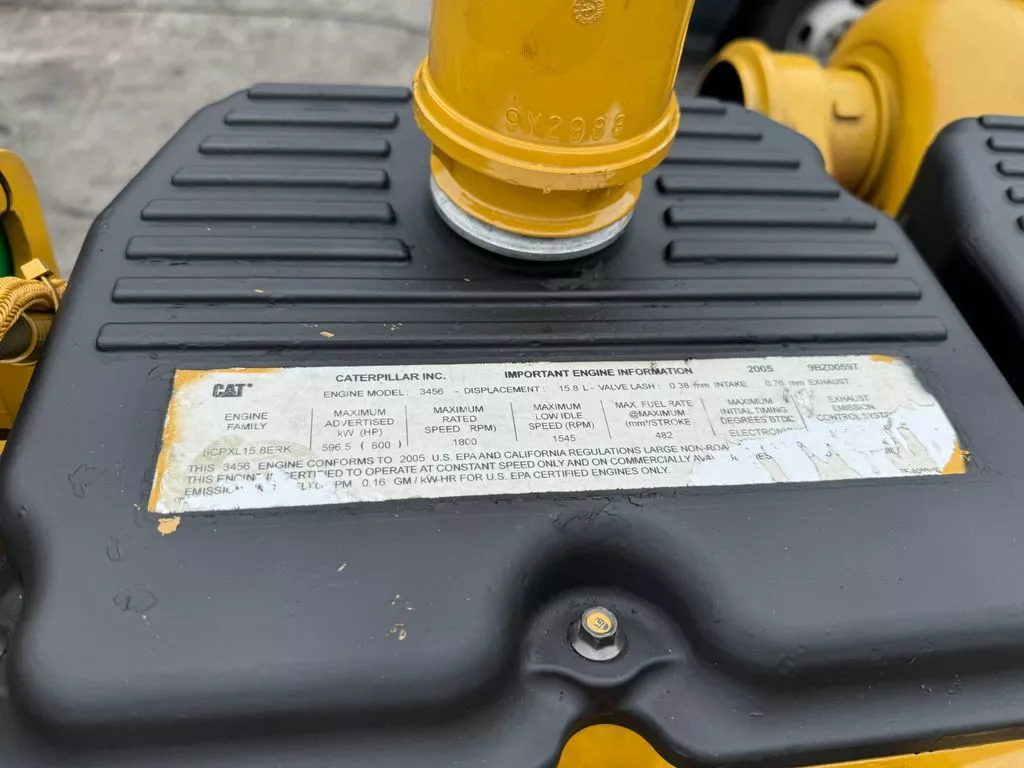 9Y2988
CAT
CATERPILLAR INC. IMPORTANT ENGINE INFORMATION 2005 9BZ00597
ENGINE MODEL: 3456 - DISPLACEMENT: 15.8 L - VALVE LASH: 0.38 mm INTAKE 0.76 mm EXHAUST.
ENGINE FAMILY
MAXIMUM ADVERTISED kW (HP)
MAXIMUM RATED SPEED (RPM)
MAXIMUM LOW IDLE SPEED (RPM)
MAX. FUEL RATE @MAXIMUM (mm³/STROKE)
MAXIMUM INITIAL TIMING DEGREES BTDC
EXHAUST EMISSION CONTROL SYSTEM
5CPXL15.8ERK 596.5 (800) 1800 1545 482 ELECTRONIC
THIS 3456 ENGINE CONFORMS TO 2005 U.S. EPA AND CALIFORNIA REGULATIONS LARGE NON-ROA
THIS ENGINE IS CERTIFIED TO OPERATE AT CONSTANT SPEED ONLY AND ON COMMERCIALLY
EMISSION PM 0.16 GM / kW-HR FOR U.S. EPA CERTIFIED ENGINES ONLY.